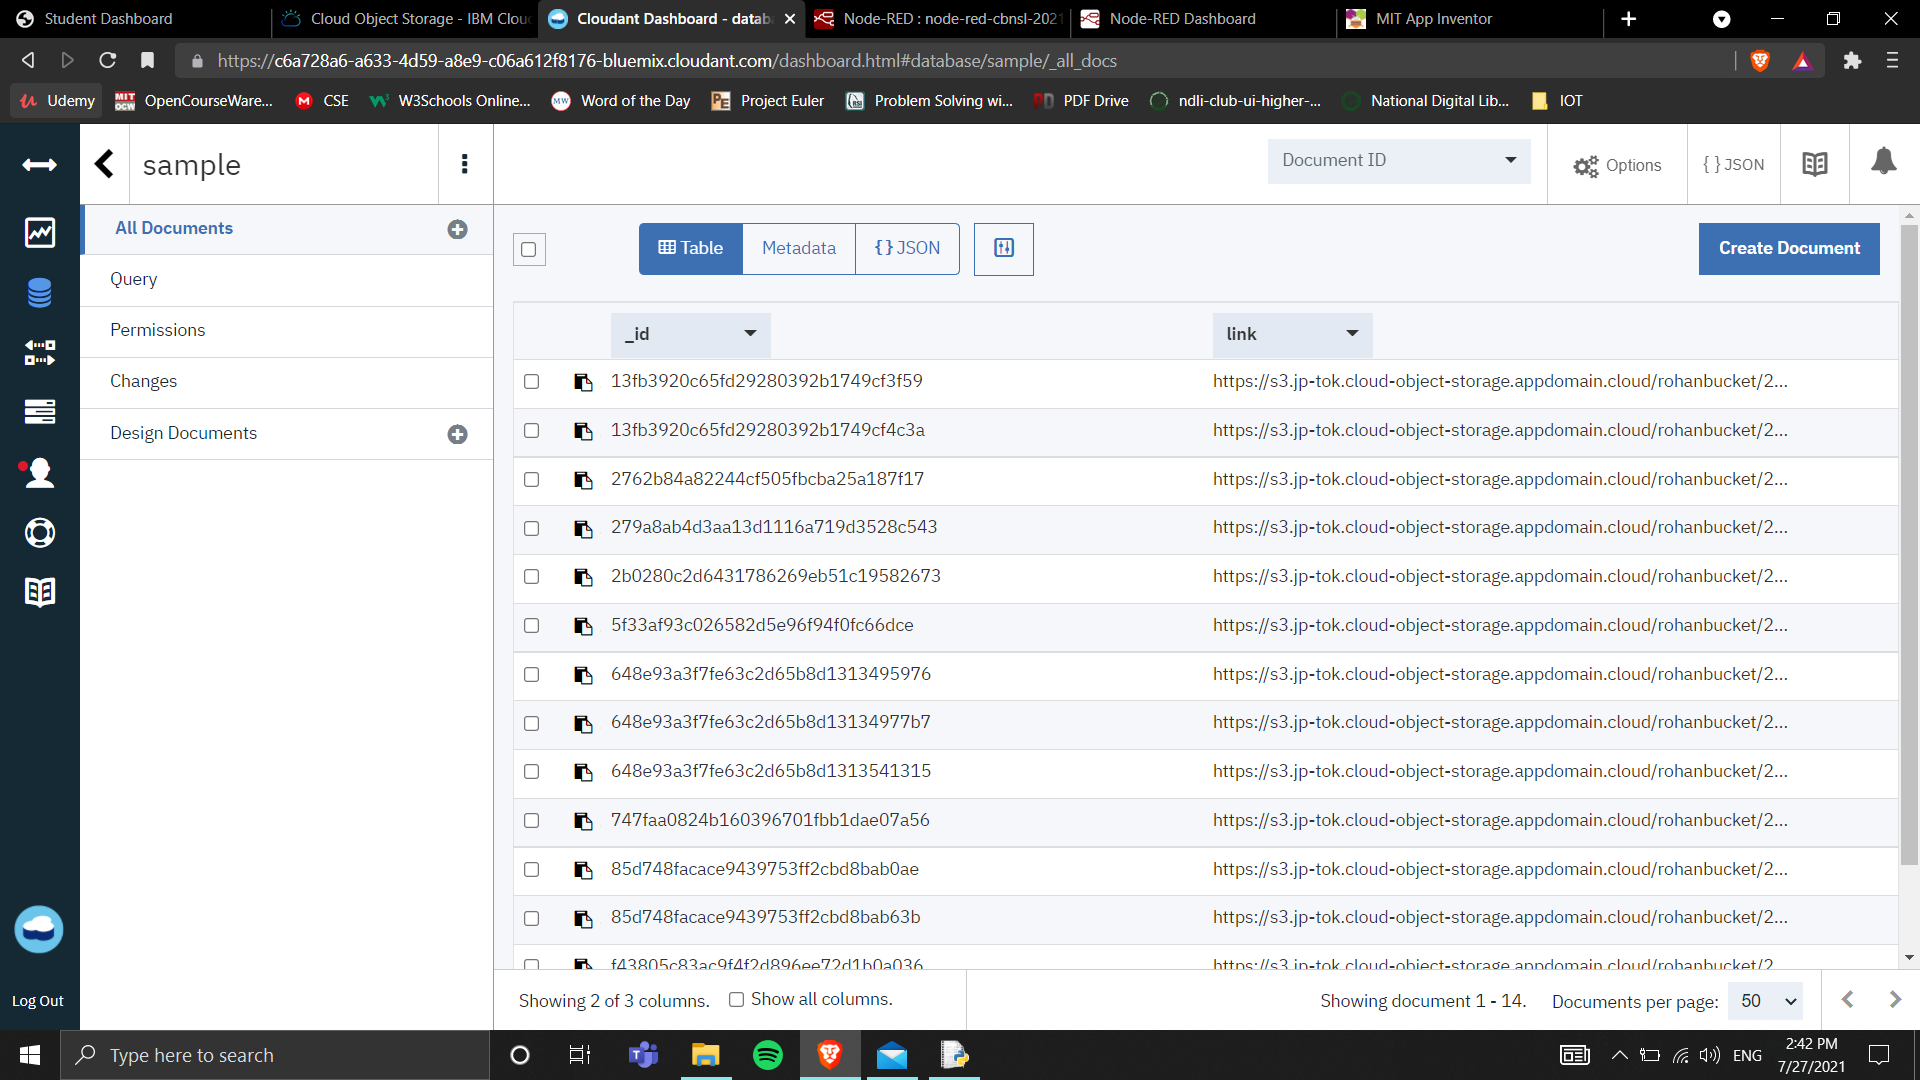 Student Dashboard
Cloud Object Storage - IBM Clou
Cloudant Dashboard - datab
Node-RED : node-red-cbnsl-2021
Node-RED Dashboard
MIT App Inventor
https://c6a728a6-a633-4d59-a8e9-c06a612f8176-bluemix.cloudant.com/dashboard.html#database/sample/_all_docs
Udemy
MIT OCW OpenCourseWare...
CSE
W3Schools Online...
MW Word of the Day
PE Project Euler
Problem Solving wi...
PDF Drive
ndli-club-ui-higher-...
National Digital Lib...
IOT
sample
Document ID
Options
{ } JSON
All Documents
Query
Permissions
Changes
Design Documents
Log Out
Table
Metadata
{ } JSON
Create Document
_id link
13fb3920c65fd29280392b1749cf3f59 https://s3.jp-tok.cloud-object-storage.appdomain.cloud/rohanbucket/2...
13fb3920c65fd29280392b1749cf4c3a https://s3.jp-tok.cloud-object-storage.appdomain.cloud/rohanbucket/2...
2762b84a82244cf505fbcba25a187f17 https://s3.jp-tok.cloud-object-storage.appdomain.cloud/rohanbucket/2...
279a8ab4d3aa13d1116a719d3528c543 https://s3.jp-tok.cloud-object-storage.appdomain.cloud/rohanbucket/2...
2b0280c2d6431786269eb51c19582673 https://s3.jp-tok.cloud-object-storage.appdomain.cloud/rohanbucket/2...
5f33af93c026582d5e96f94f0fc66dce https://s3.jp-tok.cloud-object-storage.appdomain.cloud/rohanbucket/2...
648e93a3f7fe63c2d65b8d1313495976 https://s3.jp-tok.cloud-object-storage.appdomain.cloud/rohanbucket/2...
648e93a3f7fe63c2d65b8d13134977b7 https://s3.jp-tok.cloud-object-storage.appdomain.cloud/rohanbucket/2...
648e93a3f7fe63c2d65b8d1313541315 https://s3.jp-tok.cloud-object-storage.appdomain.cloud/rohanbucket/2...
747faa0824b160396701fbb1dae07a56 https://s3.jp-tok.cloud-object-storage.appdomain.cloud/rohanbucket/2...
85d748facace9439753ff2cbd8bab0ae https://s3.jp-tok.cloud-object-storage.appdomain.cloud/rohanbucket/2...
85d748facace9439753ff2cbd8bab63b https://s3.jp-tok.cloud-object-storage.appdomain.cloud/rohanbucket/2...
f43805c83ac9f4f2d896ee72d1b0a036 https://s3.jp-tok.cloud-object-storage.appdomain.cloud/rohanbucket/2...
Showing 2 of 3 columns.
Show all columns.
Showing document 1 - 14.
Documents per page: 50
Type here to search
ENG
2:42 PM
7/27/2021